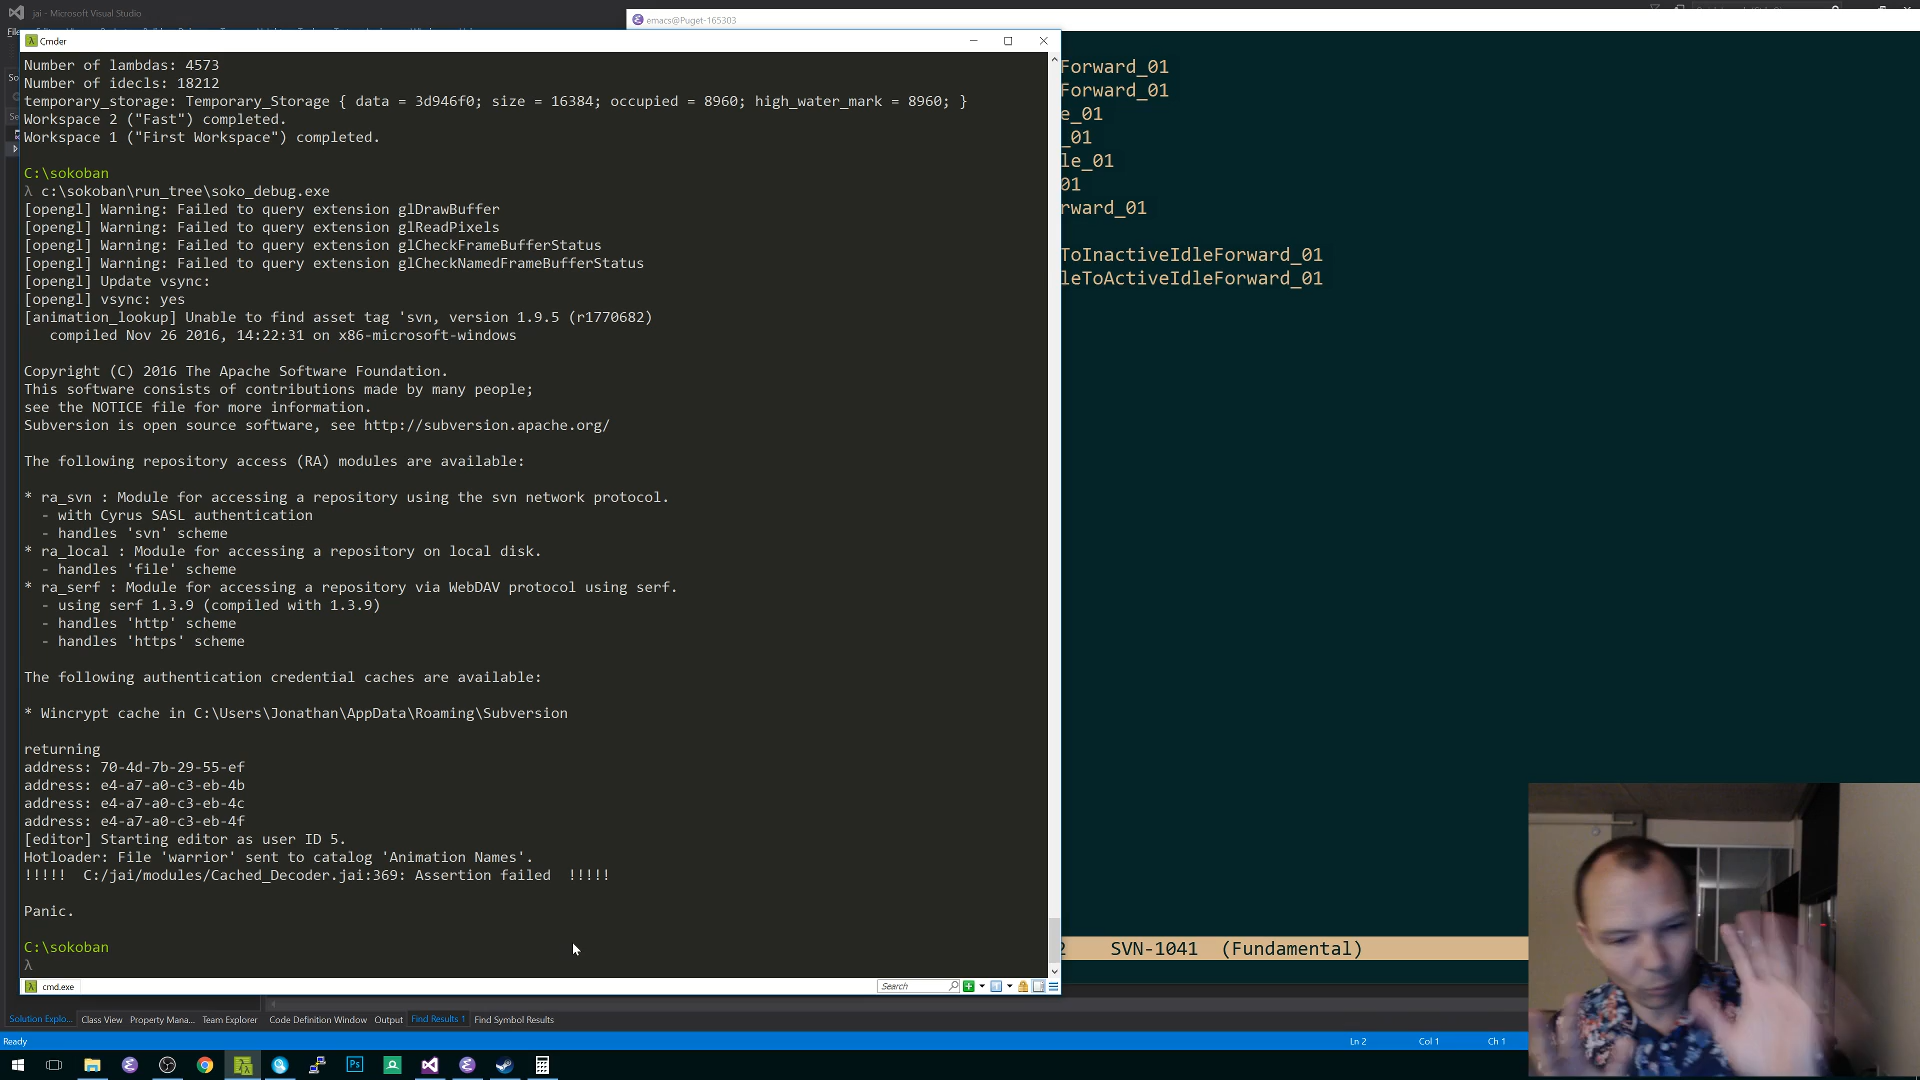 jai - Microsoft Visual Studio
emacs@Puget-165303
Cmder
Number of lambdas: 4573
Number of idecls: 18212
temporary_storage: Temporary_Storage { data = 3d946f0; size = 16384; occupied = 8960; high_water_mark = 8960; }
Workspace 2 ("Fast") completed.
Workspace 1 ("First Workspace") completed.
C:\sokoban
λ c:\sokoban\run_tree\soko_debug.exe
[opengl] Warning: Failed to query extension glDrawBuffer
[opengl] Warning: Failed to query extension glReadPixels
[opengl] Warning: Failed to query extension glCheckFrameBufferStatus
[opengl] Warning: Failed to query extension glCheckNamedFrameBufferStatus
[opengl] Update vsync:
[opengl] vsync: yes
[animation_lookup] Unable to find asset tag 'svn, version 1.9.5 (r1770682)
compiled Nov 26 2016, 14:22:31 on x86-microsoft-windows
Copyright (C) 2016 The Apache Software Foundation.
This software consists of contributions made by many people;
see the NOTICE file for more information.
Subversion is open source software, see http://subversion.apache.org/
The following repository access (RA) modules are available:
* ra_svn : Module for accessing a repository using the svn network protocol.
- with Cyrus SASL authentication
- handles 'svn' scheme
* ra_local : Module for accessing a repository on local disk.
- handles 'file' scheme
* ra_serf : Module for accessing a repository via WebDAV protocol using serf.
- using serf 1.3.9 (compiled with 1.3.9)
- handles 'http' scheme
- handles 'https' scheme
The following authentication credential caches are available:
* Wincrypt cache in C:\Users\Jonathan\AppData\Roaming\Subversion
returning
address: 70-4d-7b-29-55-ef
address: e4-a7-a0-c3-eb-4b
address: e4-a7-a0-c3-eb-4c
address: e4-a7-a0-c3-eb-4f
[editor] Starting editor as user ID 5.
Hotloader: File 'warrior' sent to catalog 'Animation Names'.
!!!!! C:/jai/modules/Cached_Decoder.jai:369: Assertion failed !!!!!
Panic.
C:\sokoban
λ
cmd.exe
Search
Forward_01
Forward_01
e_01
_01
le_01
01
rward_01
ToInactiveIdleForward_01
leToActiveIdleForward_01
2 SVN-1041 (Fundamental)
Solution Explo... Class View Property Mana... Team Explorer Code Definition Window Output Find Results 1 Find Symbol Results
Ready Ln 2 Col 1 Ch 1